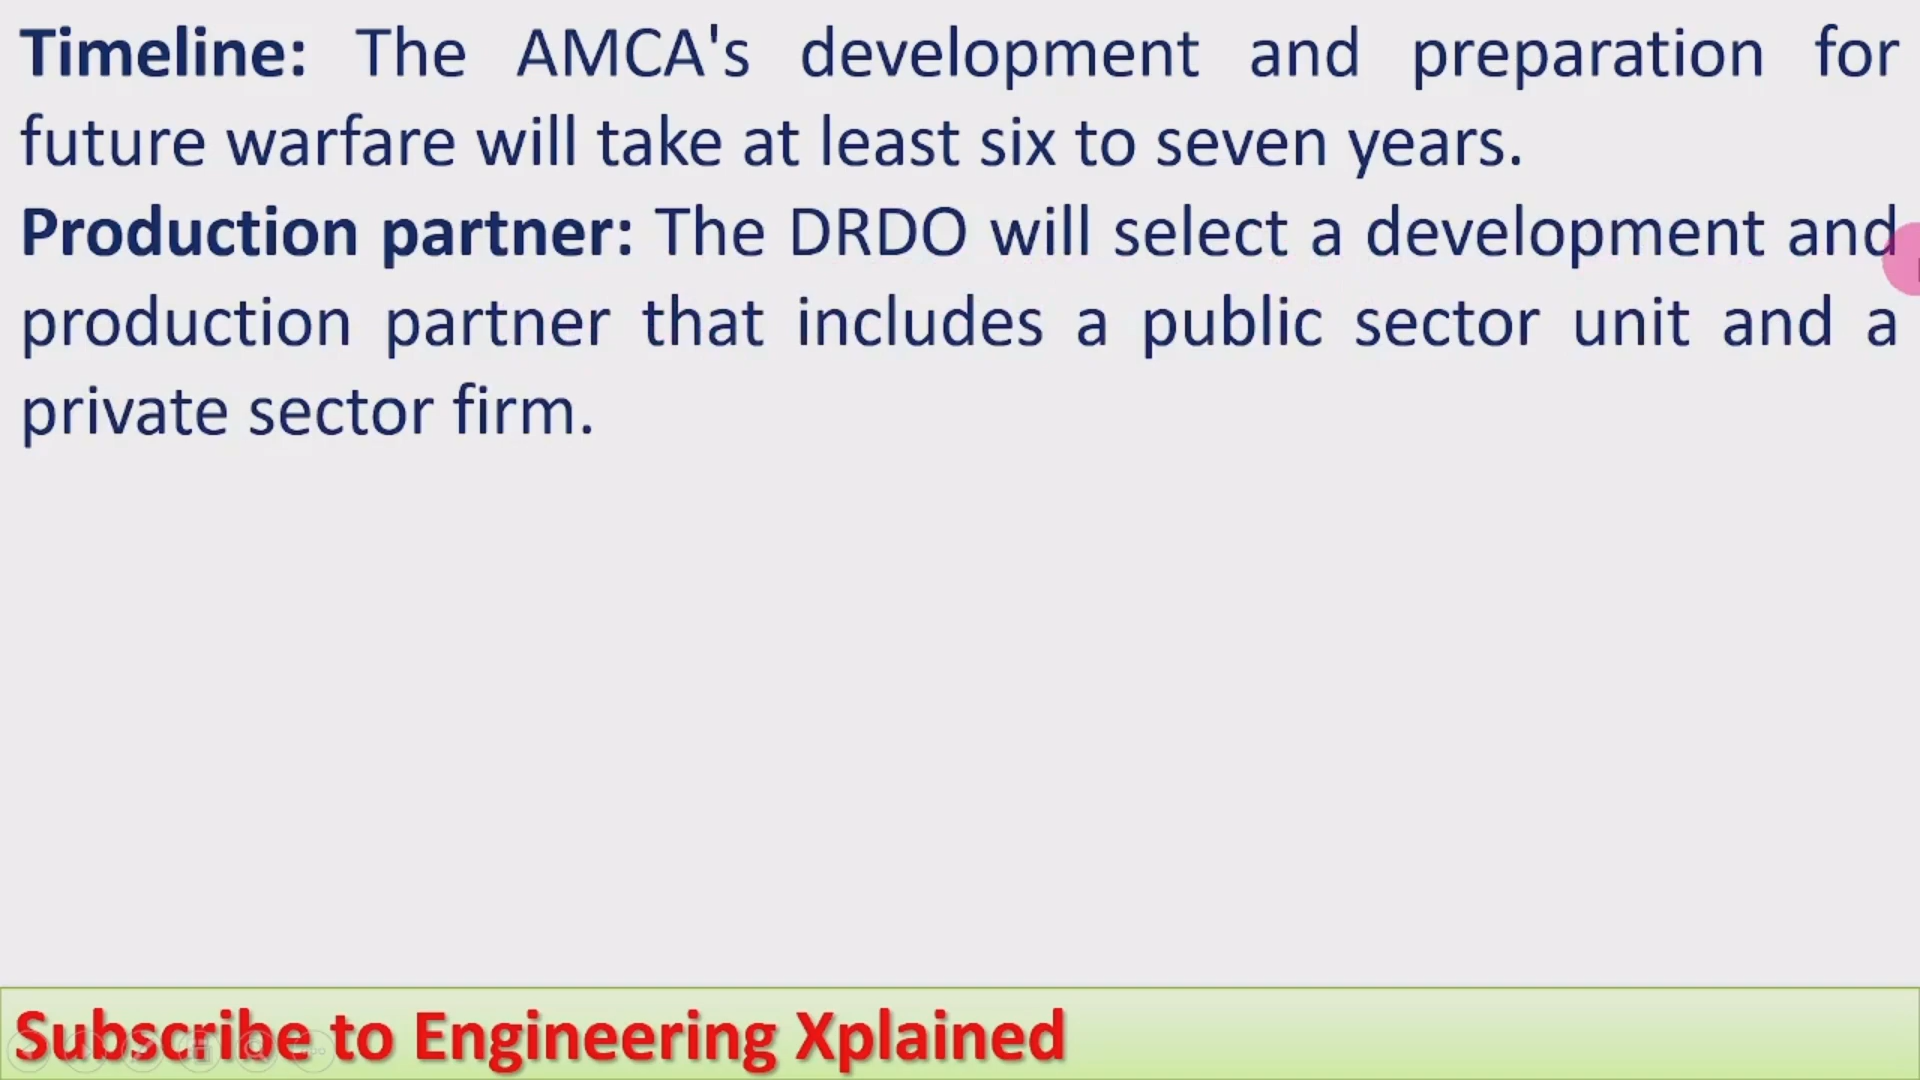 Timeline: The AMCA's development and preparation for
future warfare will take at least six to seven years.
Production partner: The DRDO will select a development and
production partner that includes a public sector unit and a
private sector firm.
Subscribe to Engineering Xplained